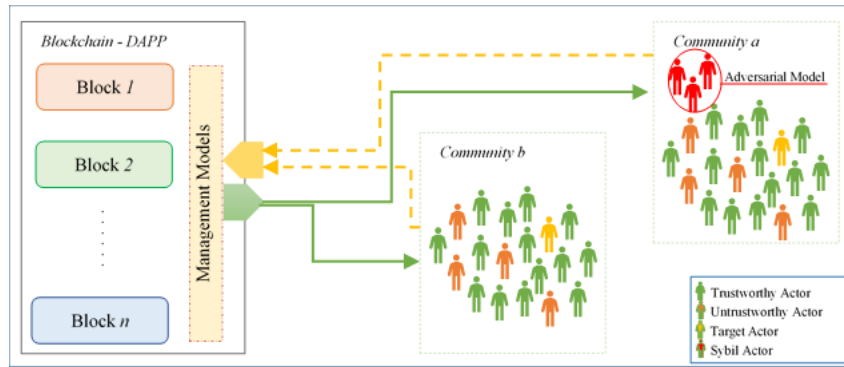 Blockchain - DAPP
Block 1
Block 2
Block n
Management Models
Community a
Adversarial Model
Community b
Trustworthy Actor
Untrustworthy Actor
Target Actor
Sybil Actor